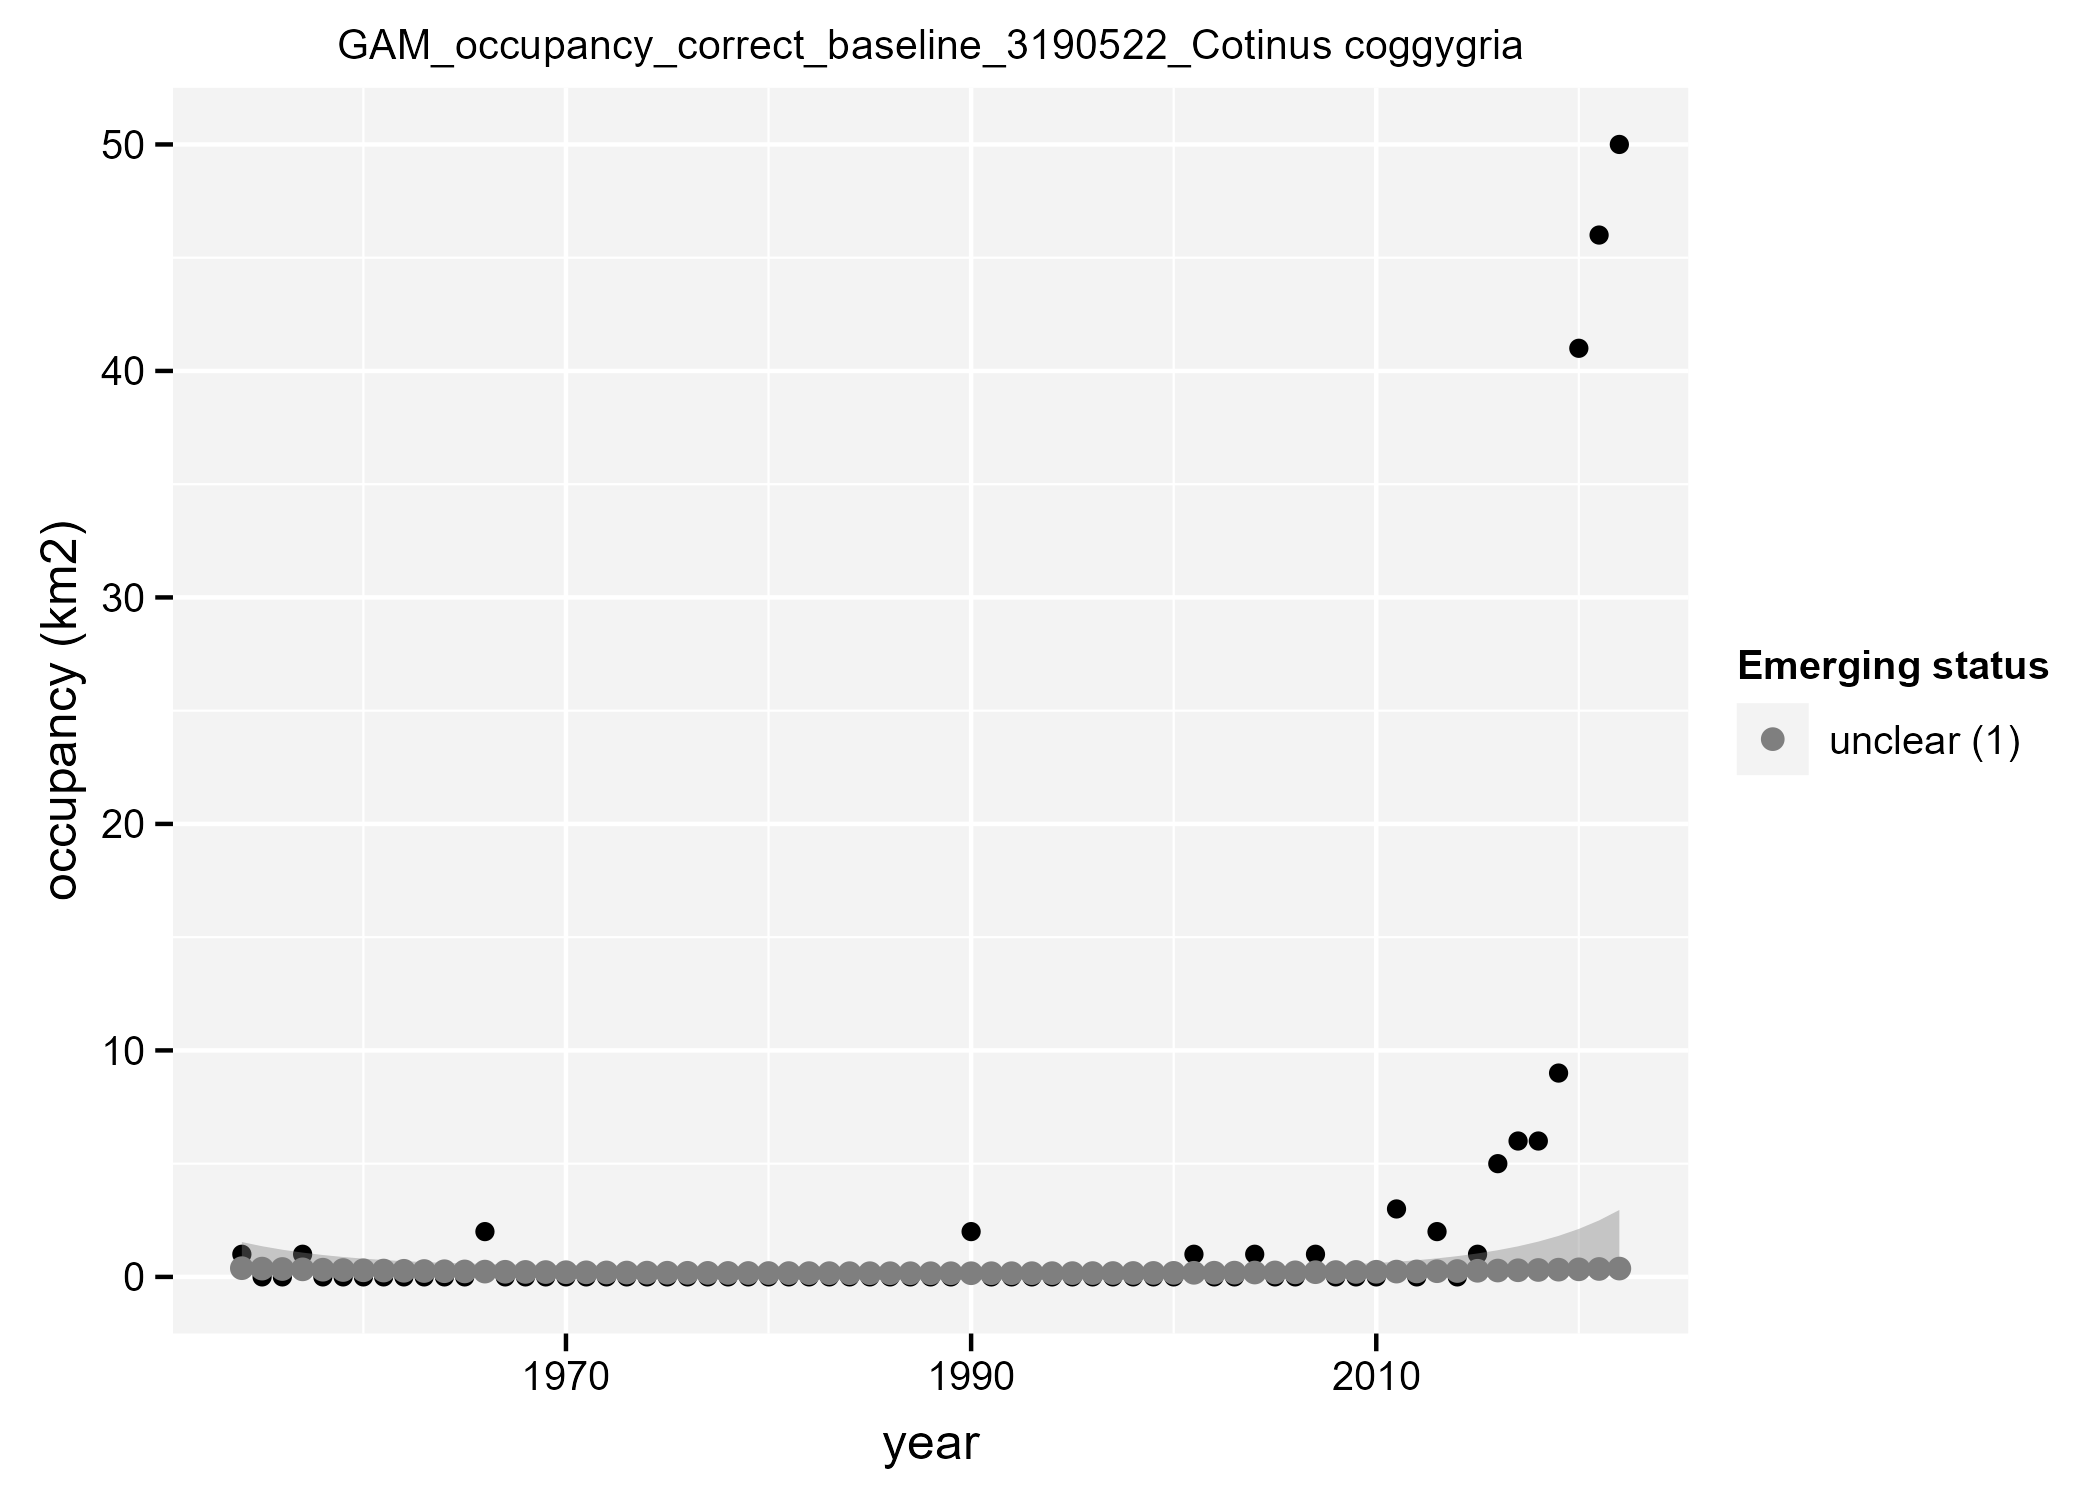 GAM_occupancy_correct_baseline_3190522_Cotinus coggygria
50
40
30
20
10
0
occupancy (km2)
1970
1990
2010
year
Emerging status
unclear (1)